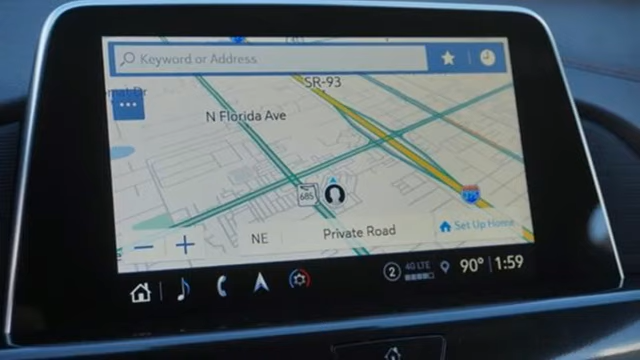 Keyword or Address
SR-93
N Florida Ave
685
275
NE
Private Road
Set Up Home
2
4G LTE
90°
1:59